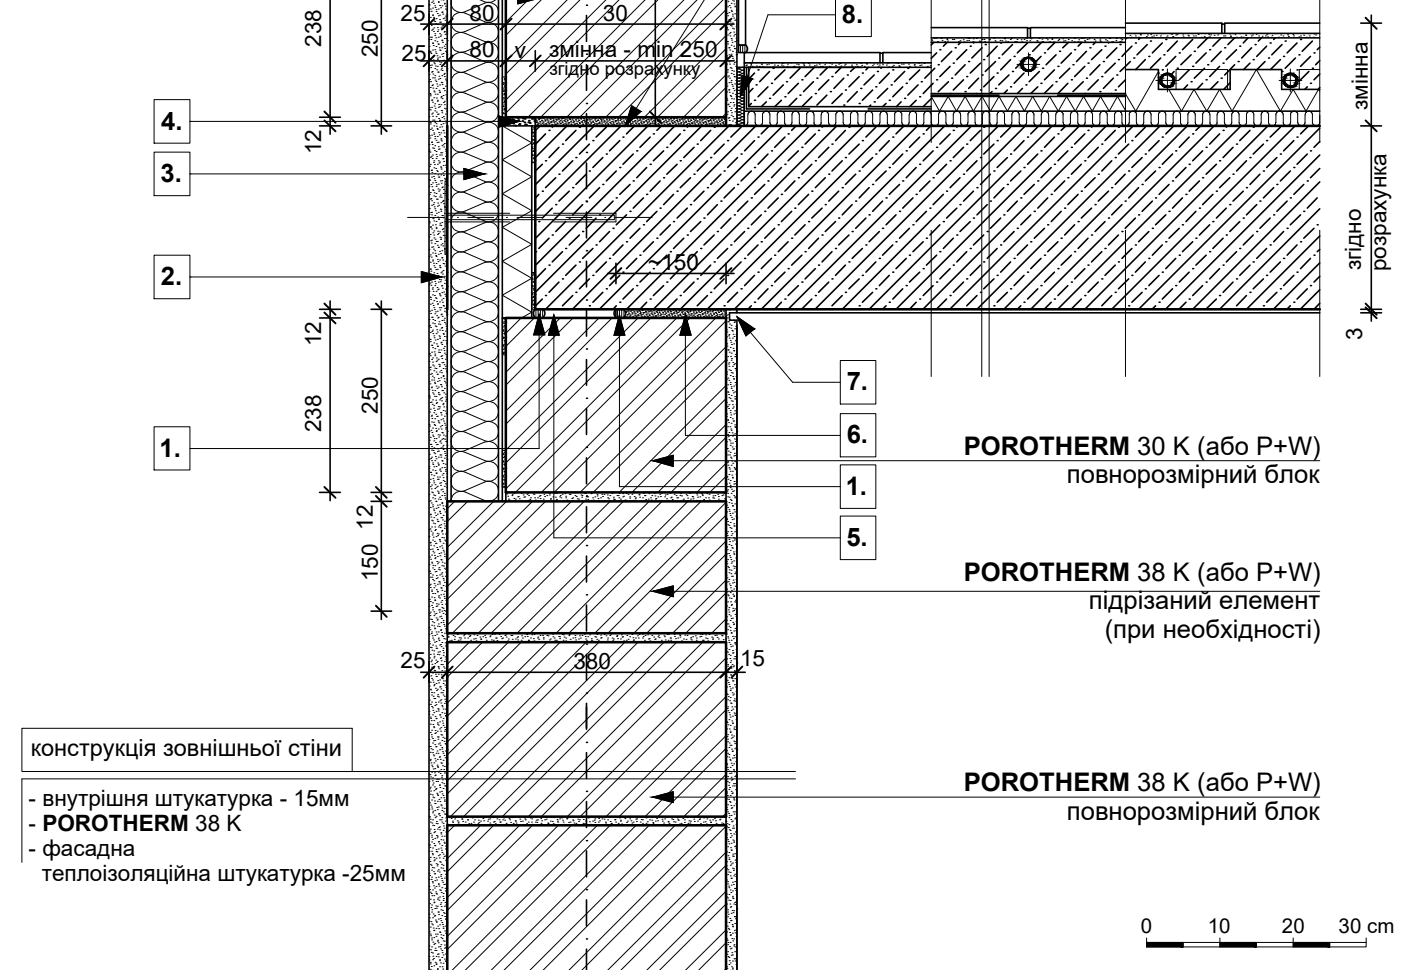 25
80
30
8.
238
250
25
80
v
змінна - min 250
згідно розрахунку
змінна
4.
12
3.
згідно
розрахунка
2.
~150
12
3
7.
250
238
6.
1.
POROTHERM 30 K (або P+W)
повнорозмірний блок
1.
12
5.
150
POROTHERM 38 K (або P+W)
підрізаний елемент
(при необхідності)
25
380
15
конструкція зовнішньої стіни
POROTHERM 38 K (або P+W)
повнорозмірний блок
- внутрішня штукатурка - 15мм
- POROTHERM 38 K
- фасадна
теплоізоляційна штукатурка -25мм
0 10 20 30 cm